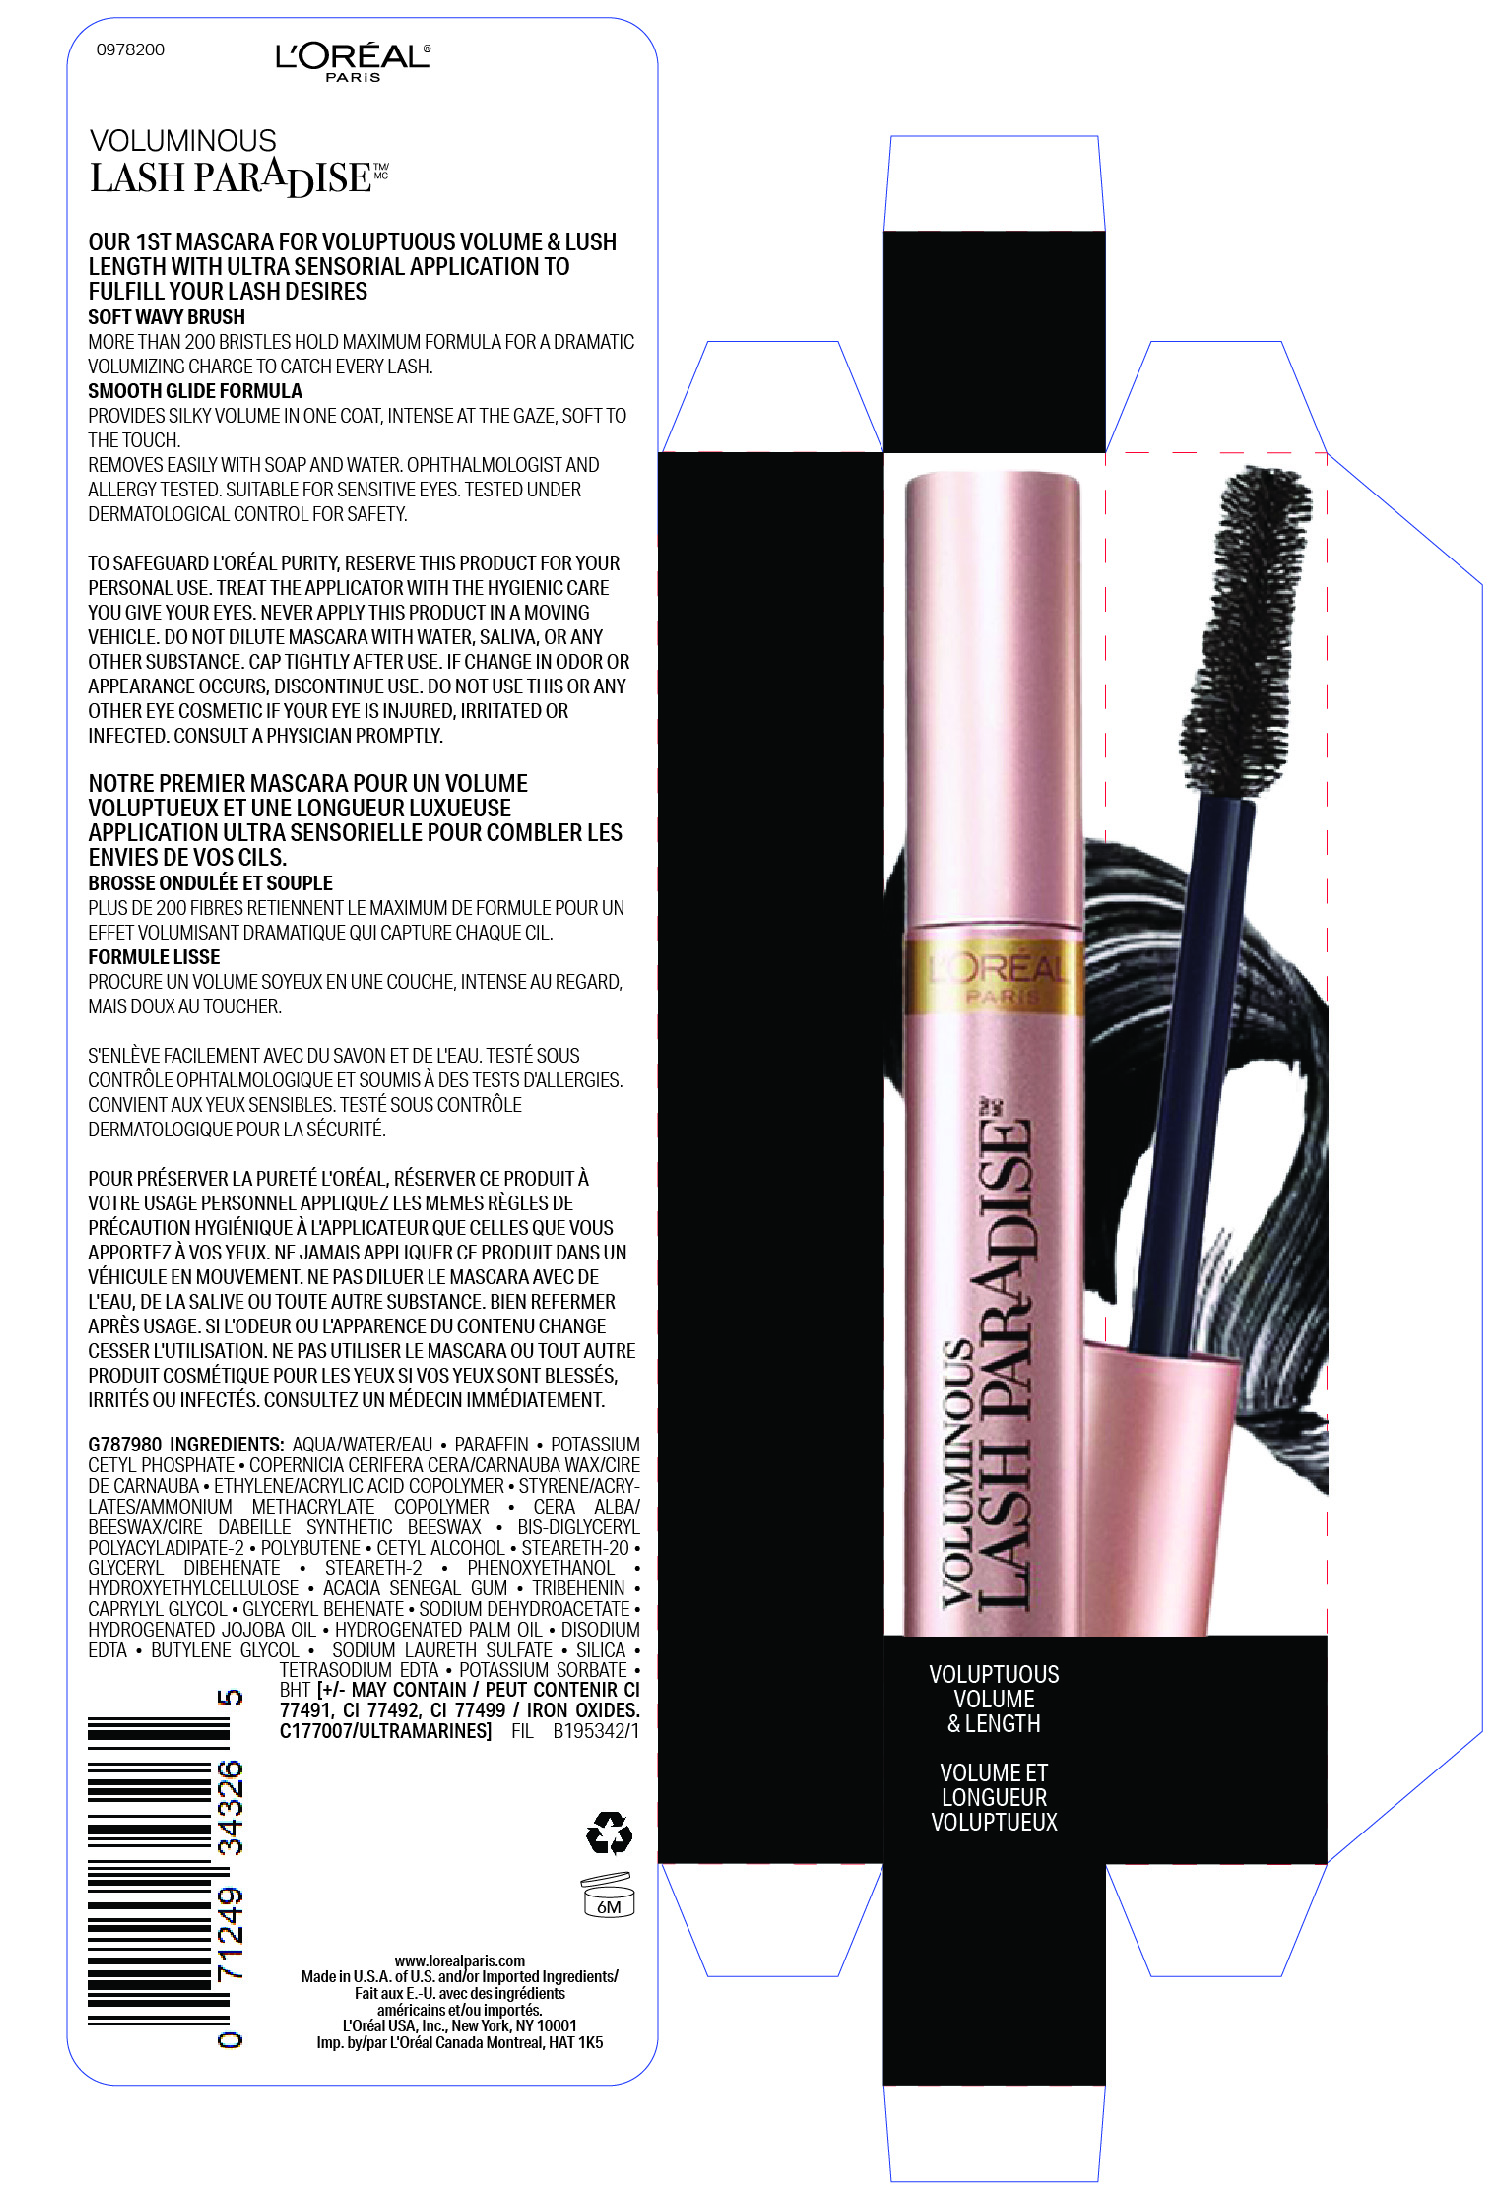 0978200
L'ORÉAL®
PARIS
VOLUMINOUS
LASH PARADISE™/MC
OUR 1ST MASCARA FOR VOLUPTUOUS VOLUME & LUSH
LENGTH WITH ULTRA SENSORIAL APPLICATION TO
FULFILL YOUR LASH DESIRES
SOFT WAVY BRUSH
MORE THAN 200 BRISTLES HOLD MAXIMUM FORMULA FOR A DRAMATIC
VOLUMIZING CHARGE TO CATCH EVERY LASH.
SMOOTH GLIDE FORMULA
PROVIDES SILKY VOLUME IN ONE COAT, INTENSE AT THE GAZE, SOFT TO
THE TOUCH.
REMOVES EASILY WITH SOAP AND WATER. OPHTHALMOLOGIST AND
ALLERGY TESTED. SUITABLE FOR SENSITIVE EYES. TESTED UNDER
DERMATOLOGICAL CONTROL FOR SAFETY.
TO SAFEGUARD L'ORÉAL PURITY, RESERVE THIS PRODUCT FOR YOUR
PERSONAL USE. TREAT THE APPLICATOR WITH THE HYGIENIC CARE
YOU GIVE YOUR EYES. NEVER APPLY THIS PRODUCT IN A MOVING
VEHICLE. DO NOT DILUTE MASCARA WITH WATER, SALIVA, OR ANY
OTHER SUBSTANCE. CAP TIGHTLY AFTER USE. IF CHANGE IN ODOR OR
APPEARANCE OCCURS, DISCONTINUE USE. DO NOT USE THIS OR ANY
OTHER EYE COSMETIC IF YOUR EYE IS INJURED, IRRITATED OR
INFECTED. CONSULT A PHYSICIAN PROMPTLY.
NOTRE PREMIER MASCARA POUR UN VOLUME
VOLUPTUEUX ET UNE LONGUEUR LUXUEUSE
APPLICATION ULTRA SENSORIELLE POUR COMBLER LES
ENVIES DE VOS CILS.
BROSSE ONDULÉE ET SOUPLE
PLUS DE 200 FIBRES RETIENNENT LE MAXIMUM DE FORMULE POUR UN
EFFET VOLUMISANT DRAMATIQUE QUI CAPTURE CHAQUE CIL.
FORMULE LISSE
PROCURE UN VOLUME SOYEUX EN UNE COUCHE, INTENSE AU REGARD,
MAIS DOUX AU TOUCHER.
S'ENLÈVE FACILEMENT AVEC DU SAVON ET DE L'EAU. TESTÉ SOUS
CONTRÔLE OPHTALMOLOGIQUE ET SOUMIS À DES TESTS D'ALLERGIES.
CONVIENT AUX YEUX SENSIBLES. TESTÉ SOUS CONTRÔLE
DERMATOLOGIQUE POUR LA SÉCURITÉ.
POUR PRÉSERVER LA PURETÉ L'ORÉAL, RÉSERVER CE PRODUIT À
VOTRE USAGE PERSONNEL APPLIQUEZ LES MEMES RÈGLES DE
PRÉCAUTION HYGIÉNIQUE À L'APPLICATEUR QUE CELLES QUE VOUS
APPORTEZ À VOS YEUX. NE JAMAIS APPLIQUER CE PRODUIT DANS UN
VÉHICULE EN MOUVEMENT. NE PAS DILUER LE MASCARA AVEC DE
L'EAU, DE LA SALIVE OU TOUTE AUTRE SUBSTANCE. BIEN REFERMER
APRÈS USAGE. SI L'ODEUR OU L'APPARENCE DU CONTENU CHANGE
CESSER L'UTILISATION. NE PAS UTILISER LE MASCARA OU TOUT AUTRE
PRODUIT COSMÉTIQUE POUR LES YEUX SI VOS YEUX SONT BLESSÉS,
IRRITÉS OU INFECTÉS. CONSULTEZ UN MÉDECIN IMMÉDIATEMENT.
G787980 INGREDIENTS: AQUA/WATER/EAU • PARAFFIN • POTASSIUM
CETYL PHOSPHATE • COPERNICIA CERIFERA CERA/CARNAUBA WAX/CIRE
DE CARNAUBA • ETHYLENE/ACRYLIC ACID COPOLYMER • STYRENE/ACRY-
LATES/AMMONIUM METHACRYLATE COPOLYMER • CERA ALBA/
BEESWAX/CIRE DABEILLE SYNTHETIC BEESWAX • BIS-DIGLYCERYL
POLYACYLADIPATE-2 • POLYBUTENE • CETYL ALCOHOL • STEARETH-20 •
GLYCERYL DIBEHENATE • STEARETH-2 • PHENOXYETHANOL •
HYDROXYETHYLCELLULOSE • ACACIA SENEGAL GUM • TRIBEHENIN •
CAPRYLYL GLYCOL • GLYCERYL BEHENATE • SODIUM DEHYDROACETATE •
HYDROGENATED JOJOBA OIL • HYDROGENATED PALM OIL • DISODIUM
EDTA • BUTYLENE GLYCOL • SODIUM LAURETH SULFATE • SILICA •
TETRASODIUM EDTA • POTASSIUM SORBATE •
BHT [+/- MAY CONTAIN / PEUT CONTENIR CI
77491, CI 77492, CI 77499 / IRON OXIDES.
C177007/ULTRAMARINES] FIL B195342/1
0 71249 34326 5
6M
www.lorealparis.com
Made in U.S.A. of U.S. and/or Imported Ingredients/
Fait aux E.-U. avec des ingrédients
américains et/ou importés.
L'Oréal USA, Inc., New York, NY 10001
Imp. by/par L'Oréal Canada Montreal, HAT 1K5
L'ORÉAL
PARIS
VOLUMINOUS
LASH PARADISE™/MC
VOLUPTUOUS
VOLUME
& LENGTH
VOLUME ET
LONGUEUR
VOLUPTUEUX